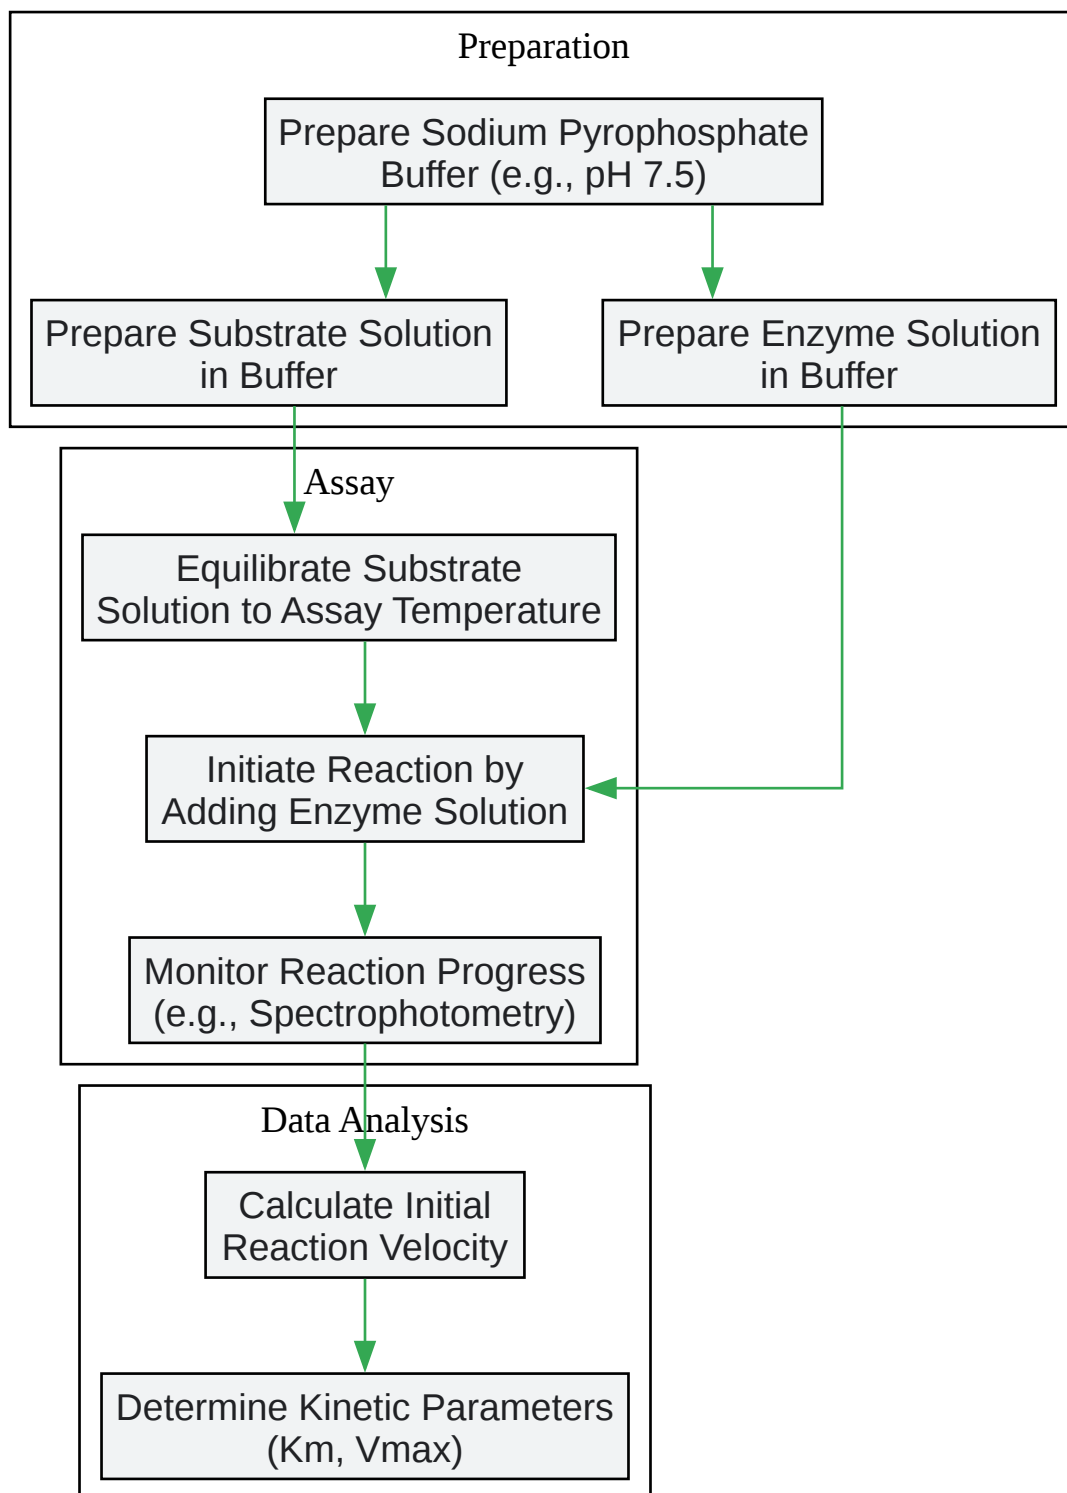 Preparation
Prepare Sodium Pyrophosphate
Buffer (e.g., pH 7.5)
Prepare Substrate Solution
in Buffer
Prepare Enzyme Solution
in Buffer
Assay
Equilibrate Substrate
Solution to Assay Temperature
Initiate Reaction by
Adding Enzyme Solution
Monitor Reaction Progress
(e.g., Spectrophotometry)
Data Analysis
Calculate Initial
Reaction Velocity
Determine Kinetic Parameters
(Km, Vmax)